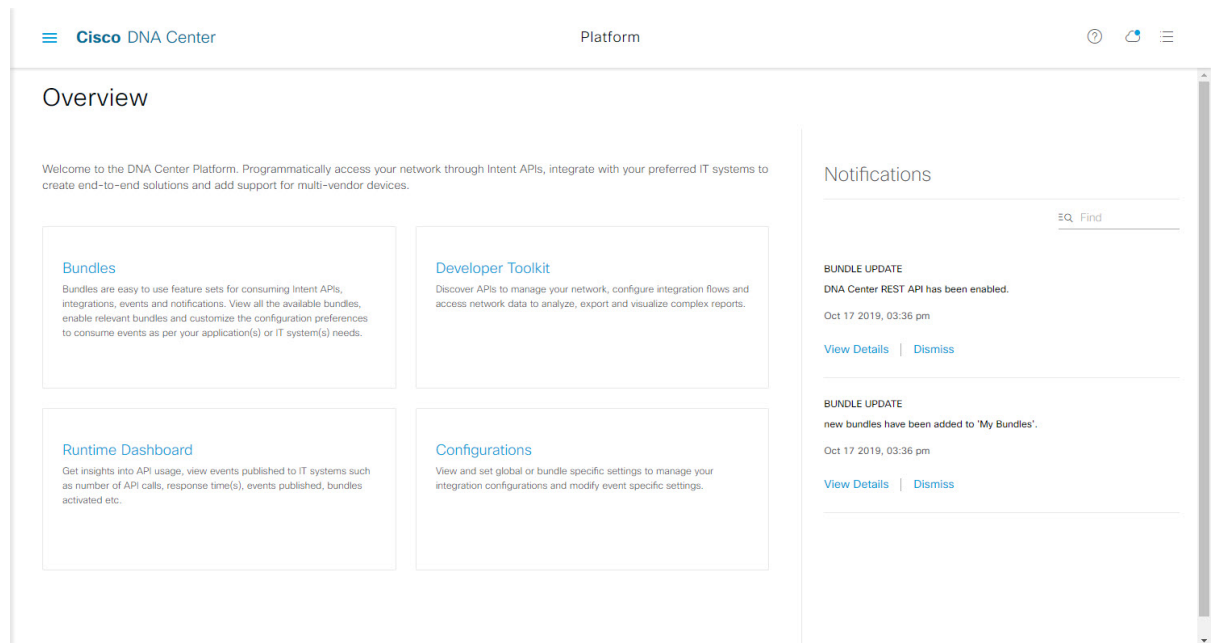 Cisco DNA Center
Platform
Overview
Welcome to the DNA Center Platform. Programmatically access your network through Intent APIs, integrate with your preferred IT systems to
create end-to-end solutions and add support for multi-vendor devices.
Bundles
Bundles are easy to use feature sets for consuming Intent APIs,
integrations, events and notifications. View all the available bundles,
enable relevant bundles and customize the configuration preferences
to consume events as per your application(s) or IT system(s) needs.
Developer Toolkit
Discover APIs to manage your network, configure integration flows and
access network data to analyze, export and visualize complex reports.
Runtime Dashboard
Get insights into API usage, view events published to IT systems such
as number of API calls, response time(s), events published, bundles
activated etc.
Configurations
View and set global or bundle specific settings to manage your
integration configurations and modify event specific settings.
Notifications
Find
BUNDLE UPDATE
DNA Center REST API has been enabled.
Oct 17 2019, 03:36 pm
View Details | Dismiss
BUNDLE UPDATE
new bundles have been added to 'My Bundles'.
Oct 17 2019, 03:36 pm
View Details | Dismiss